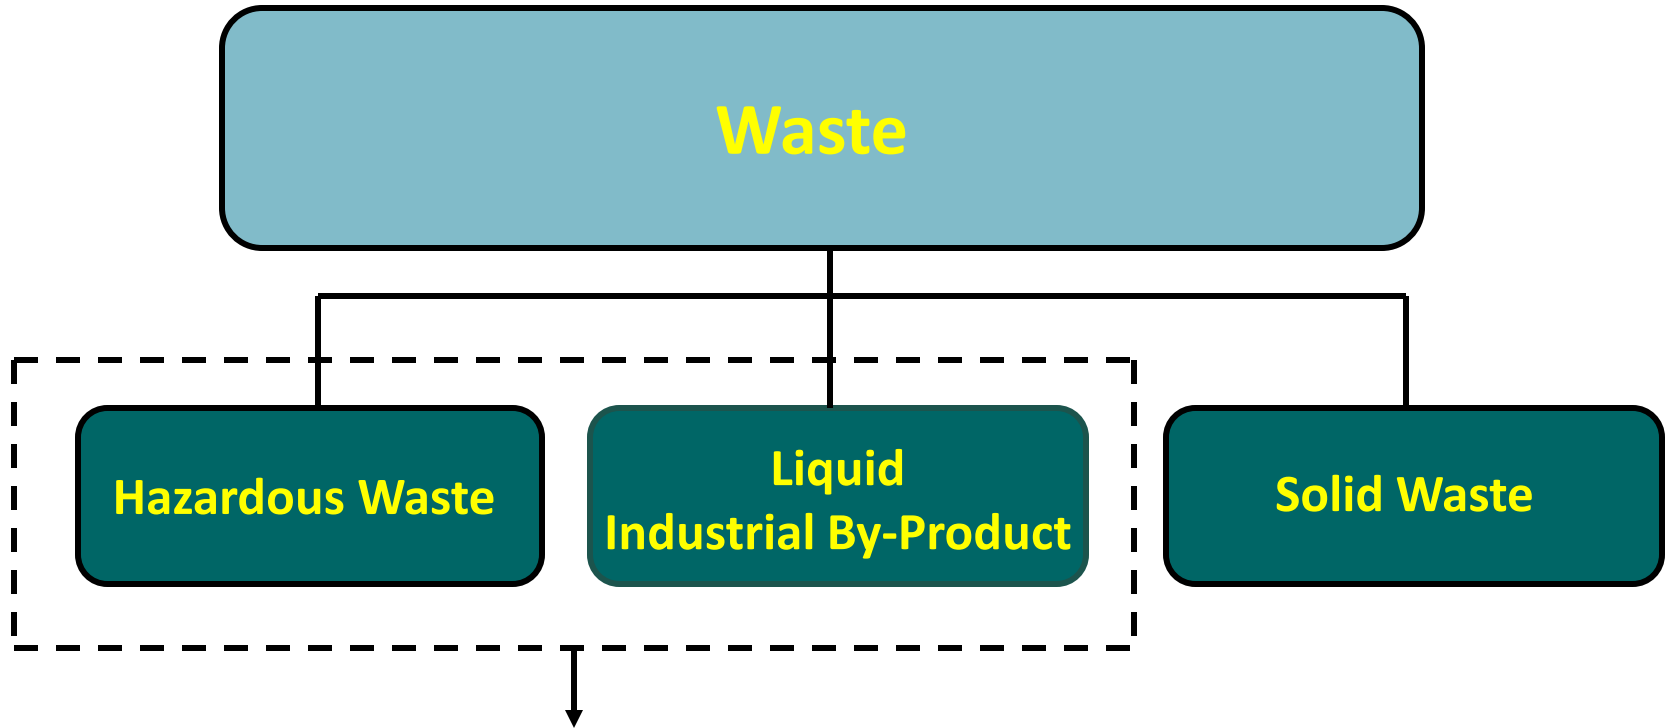 Waste
Hazardous Waste
Liquid
Industrial By-Product
Solid Waste